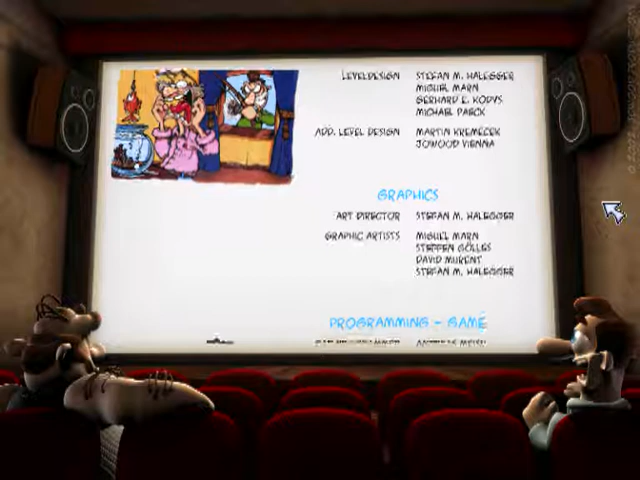 LEVELDESIGN STEFAN M. HALEGGER
MIGUEL MARN
GERHARD E. KODYS
MICHAEL PAECK
ADD. LEVEL DESIGN MARTIN KREMECEK
JOWOOD VIENNA
GRAPHICS
ART DIRECTOR STEFAN M. HALEGGER
GRAPHIC ARTISTS MIGUEL MARN
STEFFEN GÖLLES
DAVID MURENT
STEFAN M. HALEGGER
PROGRAMMING - GAME